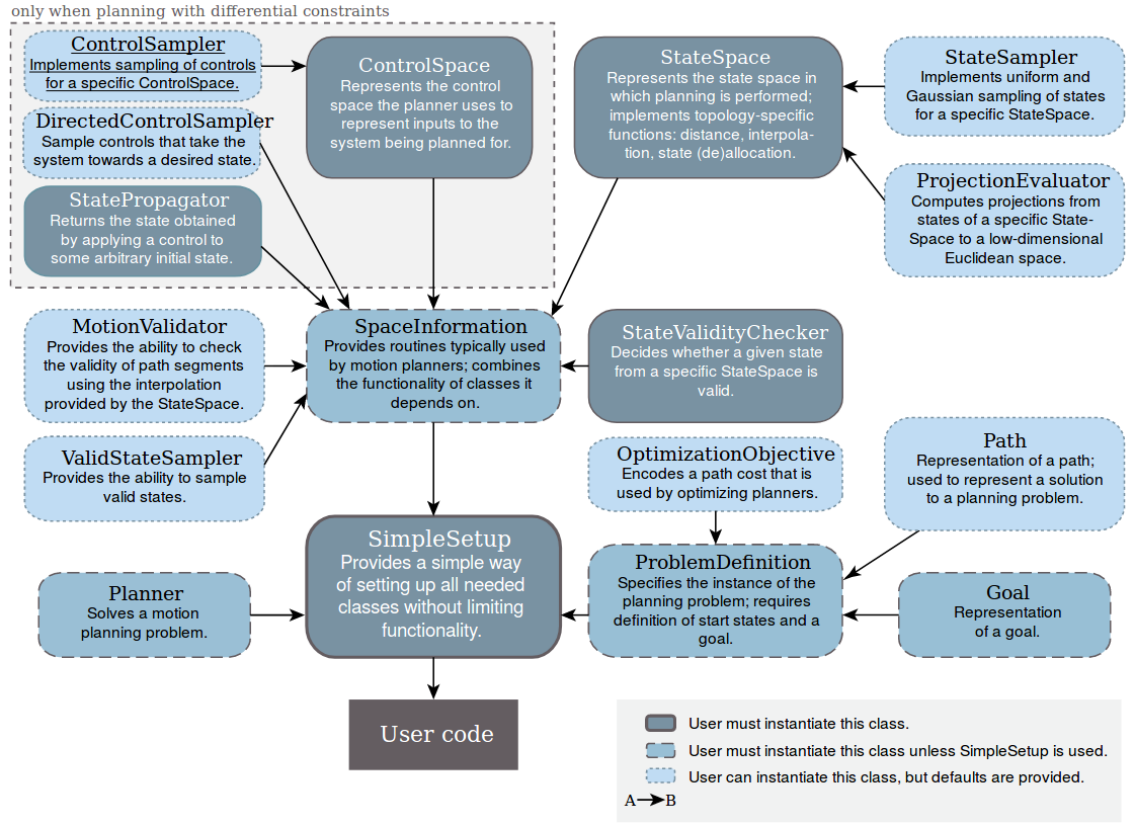 only when planning with differential constraints
ControlSampler
Implements sampling of controls
for a specific ControlSpace.
DirectedControlSampler
Sample controls that take the
system towards a desired state.
StatePropagator
Returns the state obtained
by applying a control to
some arbitrary initial state.
ControlSpace
Represents the control
space the planner uses to
represent inputs to the
system being planned for.
StateSpace
Represents the state space in
which planning is performed;
implements topology-specific
functions: distance, interpola-
tion, state (de)allocation.
StateSampler
Implements uniform and
Gaussian sampling of states
for a specific StateSpace.
ProjectionEvaluator
Computes projections from
states of a specific State-
Space to a low-dimensional
Euclidean space.
MotionValidator
Provides the ability to check
the validity of path segments
using the interpolation
provided by the StateSpace.
SpaceInformation
Provides routines typically used
by motion planners; combines
the functionality of classes it
depends on.
StateValidityChecker
Decides whether a given state
from a specific StateSpace is
valid.
ValidStateSampler
Provides the ability to sample
valid states.
OptimizationObjective
Encodes a path cost that is
used by optimizing planners.
Path
Representation of a path;
used to represent a solution
to a planning problem.
Planner
Solves a motion
planning problem.
SimpleSetup
Provides a simple way
of setting up all needed
classes without limiting
functionality.
ProblemDefinition
Specifies the instance of the
planning problem; requires
definition of start states and a
goal.
Goal
Representation
of a goal.
User code
User must instantiate this class.
User must instantiate this class unless SimpleSetup is used.
User can instantiate this class, but defaults are provided.
A B